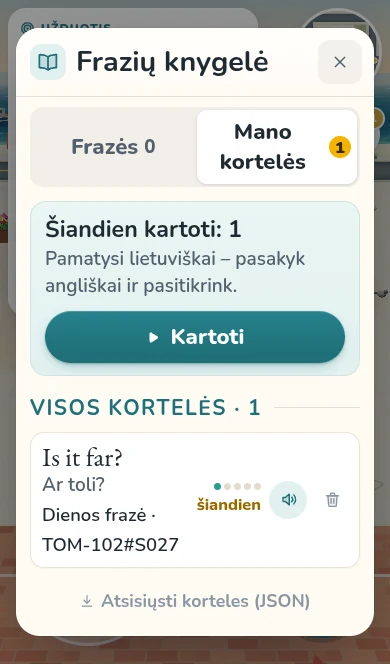 UŽDUOTIS
Frazių knygelė
Frazės 0
Mano
kortelės
1
Šiandien kartoti: 1
Pamatysi lietuviškai – pasakyk
angliškai ir pasitikrink.
Kartoti
VISOS KORTELĖS · 1
Is it far?
Ar toli?
Dienos frazė ·
TOM-102#S027
šiandien
Atsisiųsti korteles (JSON)